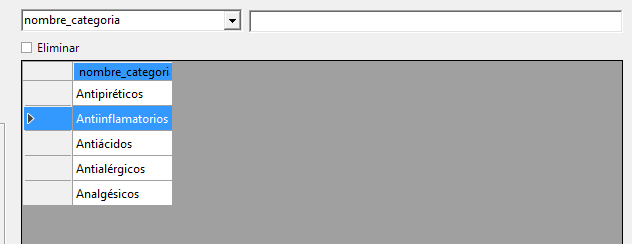 nombre_categoria
Eliminar
nombre_categori
Antipiréticos
Antiinflamatorios
Antiácidos
Antialérgicos
Analgésicos